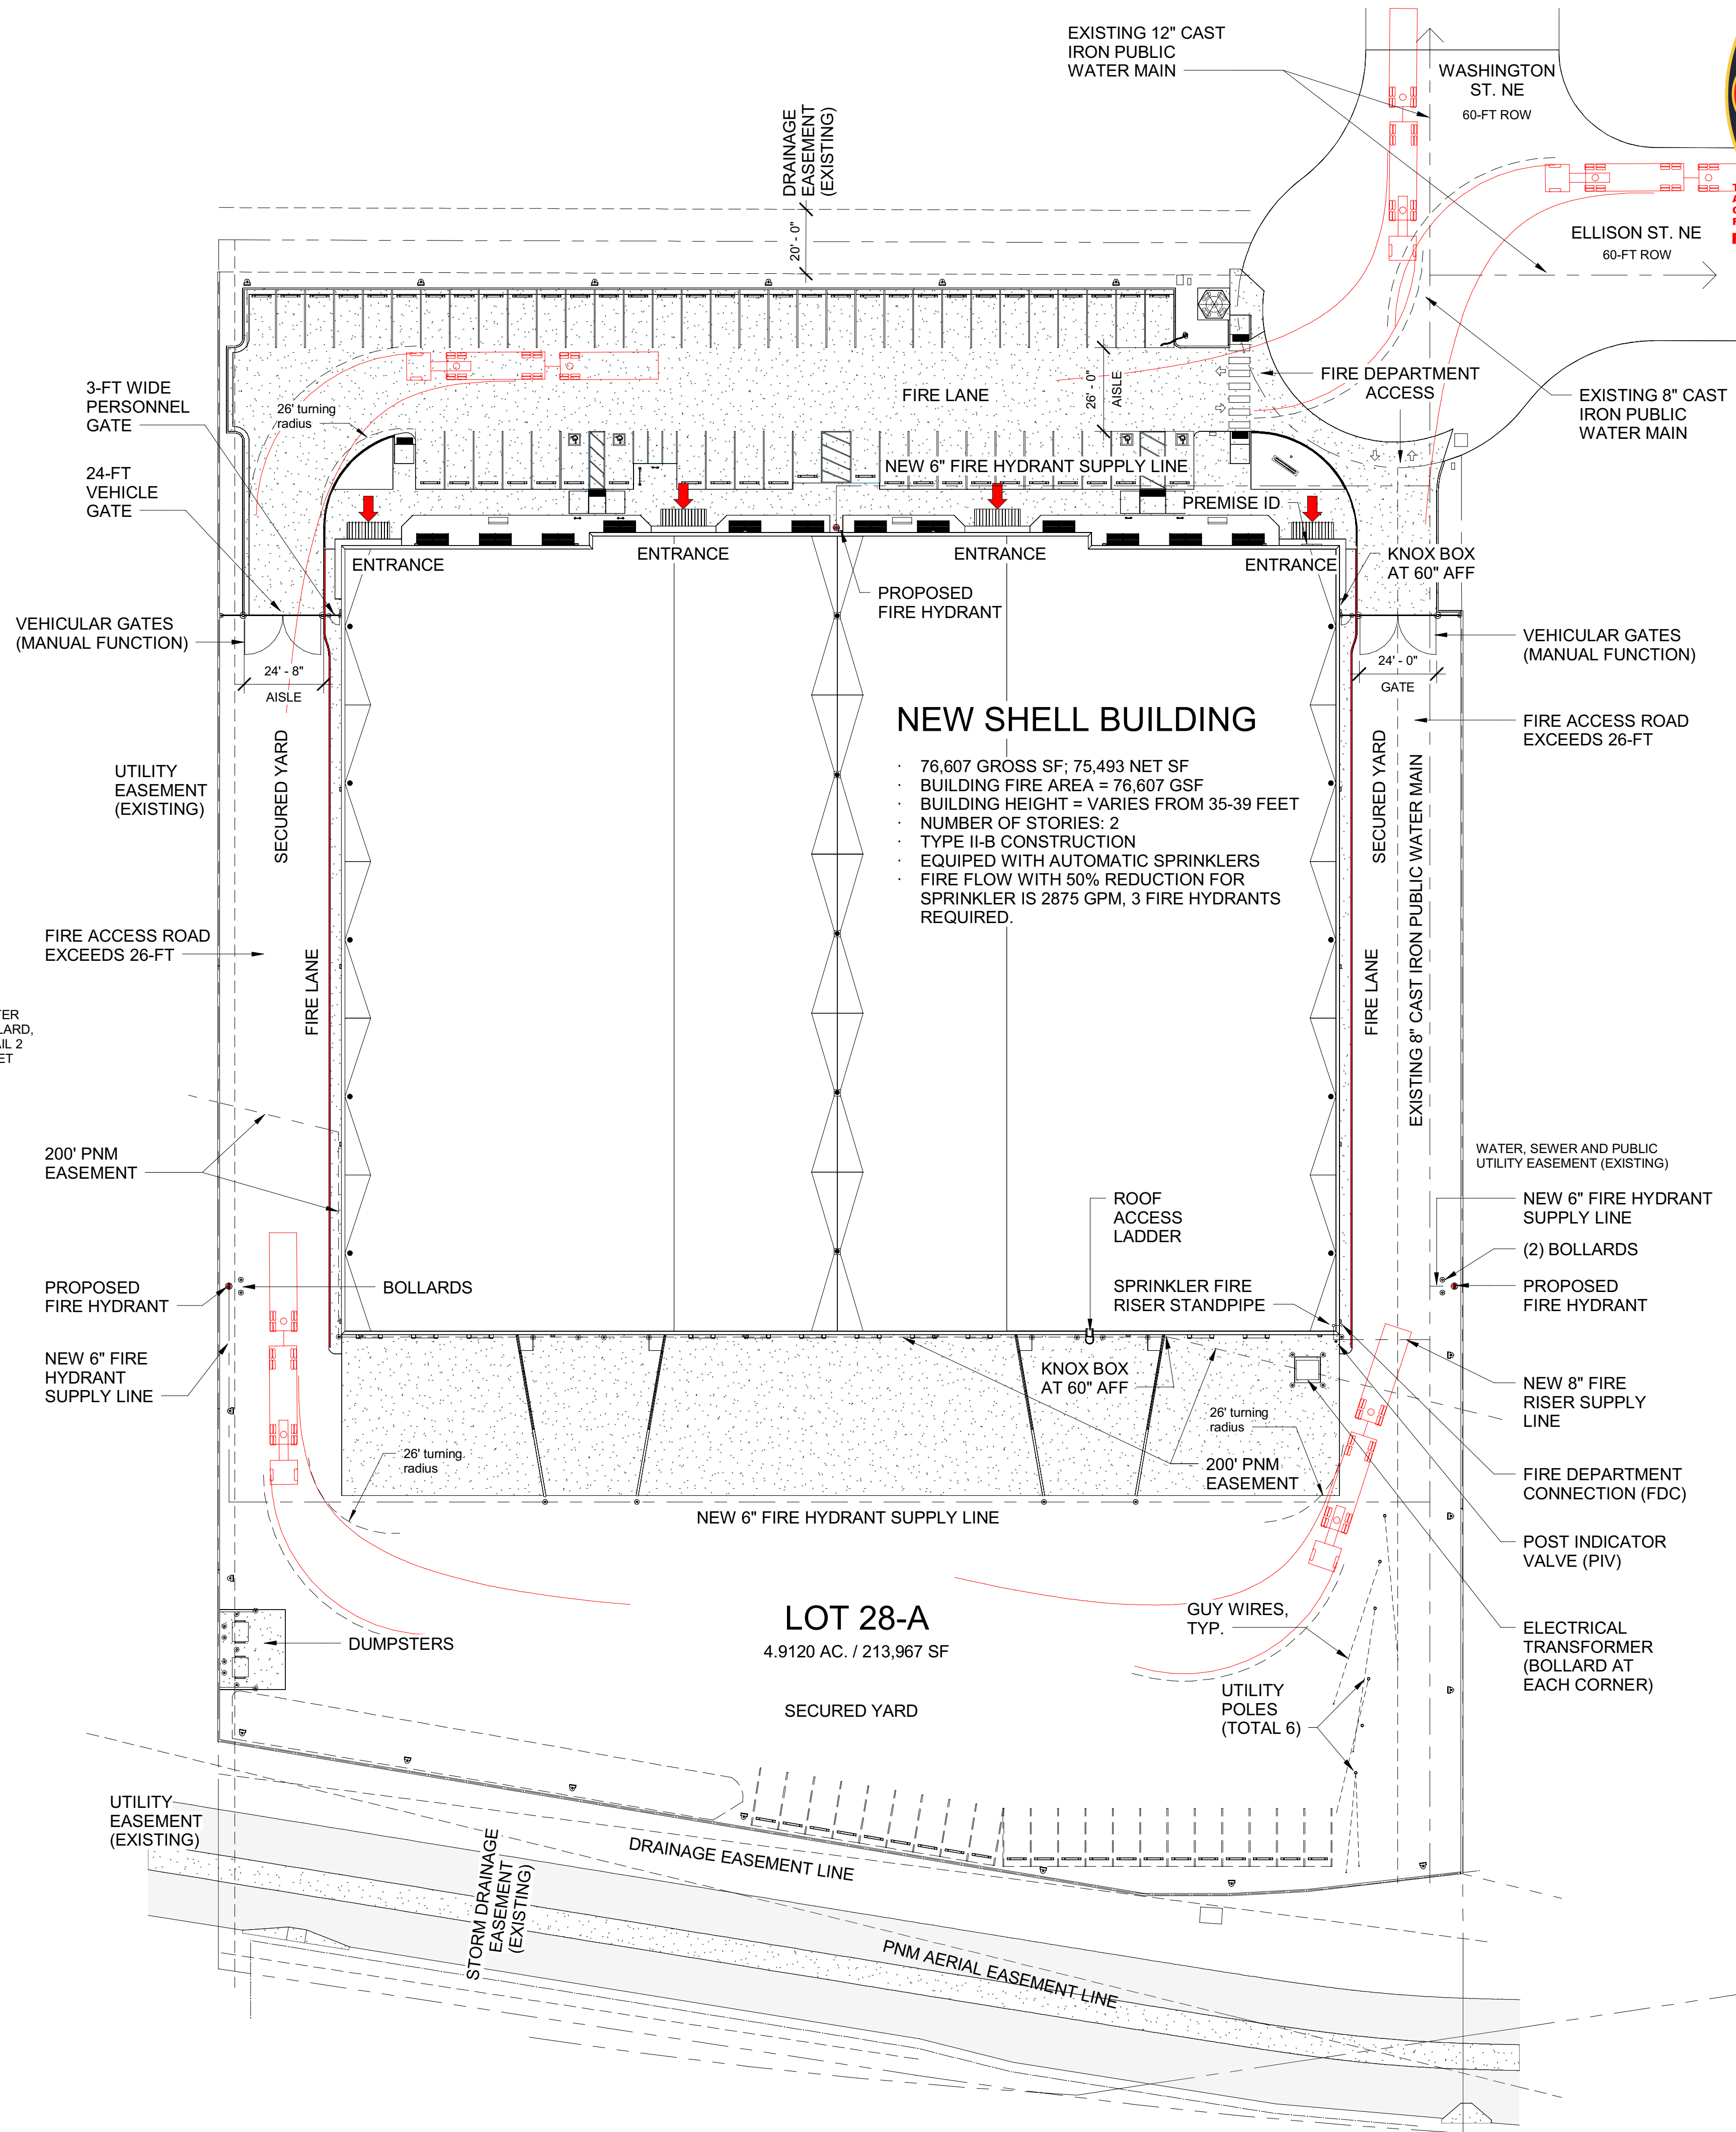 EXISTING 12" CAST
IRON PUBLIC
WATER MAIN
WASHINGTON
ST. NE
60-FT ROW
DRAINAGE
EASEMENT
(EXISTING)
20' - 0"
ELLISON ST. NE
60-FT ROW
3-FT WIDE
PERSONNEL
GATE
26' turning
radius
FIRE LANE
26' - 0"
AISLE
FIRE DEPARTMENT
ACCESS
EXISTING 8" CAST
IRON PUBLIC
WATER MAIN
24-FT
VEHICLE
GATE
NEW 6" FIRE HYDRANT SUPPLY LINE
PREMISE ID
ENTRANCE
ENTRANCE
ENTRANCE
ENTRANCE
KNOX BOX
AT 60" AFF
PROPOSED
FIRE HYDRANT
VEHICULAR GATES
(MANUAL FUNCTION)
24' - 8"
AISLE
24' - 0"
GATE
VEHICULAR GATES
(MANUAL FUNCTION)
NEW SHELL BUILDING
· 76,607 GROSS SF; 75,493 NET SF
· BUILDING FIRE AREA = 76,607 GSF
· BUILDING HEIGHT = VARIES FROM 35-39 FEET
· NUMBER OF STORIES: 2
· TYPE II-B CONSTRUCTION
· EQUIPED WITH AUTOMATIC SPRINKLERS
· FIRE FLOW WITH 50% REDUCTION FOR
SPRINKLER IS 2875 GPM, 3 FIRE HYDRANTS
REQUIRED.
FIRE ACCESS ROAD
EXCEEDS 26-FT
UTILITY
EASEMENT
(EXISTING)
SECURED YARD
SECURED YARD
EXISTING 8" CAST IRON PUBLIC WATER MAIN
FIRE ACCESS ROAD
EXCEEDS 26-FT
FIRE LANE
FIRE LANE
TER
LARD,
AIL 2
ET
200' PNM
EASEMENT
WATER, SEWER AND PUBLIC
UTILITY EASEMENT (EXISTING)
ROOF
ACCESS
LADDER
NEW 6" FIRE HYDRANT
SUPPLY LINE
(2) BOLLARDS
PROPOSED
FIRE HYDRANT
BOLLARDS
SPRINKLER FIRE
RISER STANDPIPE
PROPOSED
FIRE HYDRANT
NEW 6" FIRE
HYDRANT
SUPPLY LINE
KNOX BOX
AT 60" AFF
NEW 8" FIRE
RISER SUPPLY
LINE
26' turning
radius
26' turning
radius
200' PNM
EASEMENT
FIRE DEPARTMENT
CONNECTION (FDC)
NEW 6" FIRE HYDRANT SUPPLY LINE
POST INDICATOR
VALVE (PIV)
LOT 28-A
4.9120 AC. / 213,967 SF
GUY WIRES,
TYP.
DUMPSTERS
ELECTRICAL
TRANSFORMER
(BOLLARD AT
EACH CORNER)
SECURED YARD
UTILITY
POLES
(TOTAL 6)
UTILITY
EASEMENT
(EXISTING)
DRAINAGE EASEMENT LINE
STORM DRAINAGE
EASEMENT
(EXISTING)
PNM AERIAL EASEMENT LINE